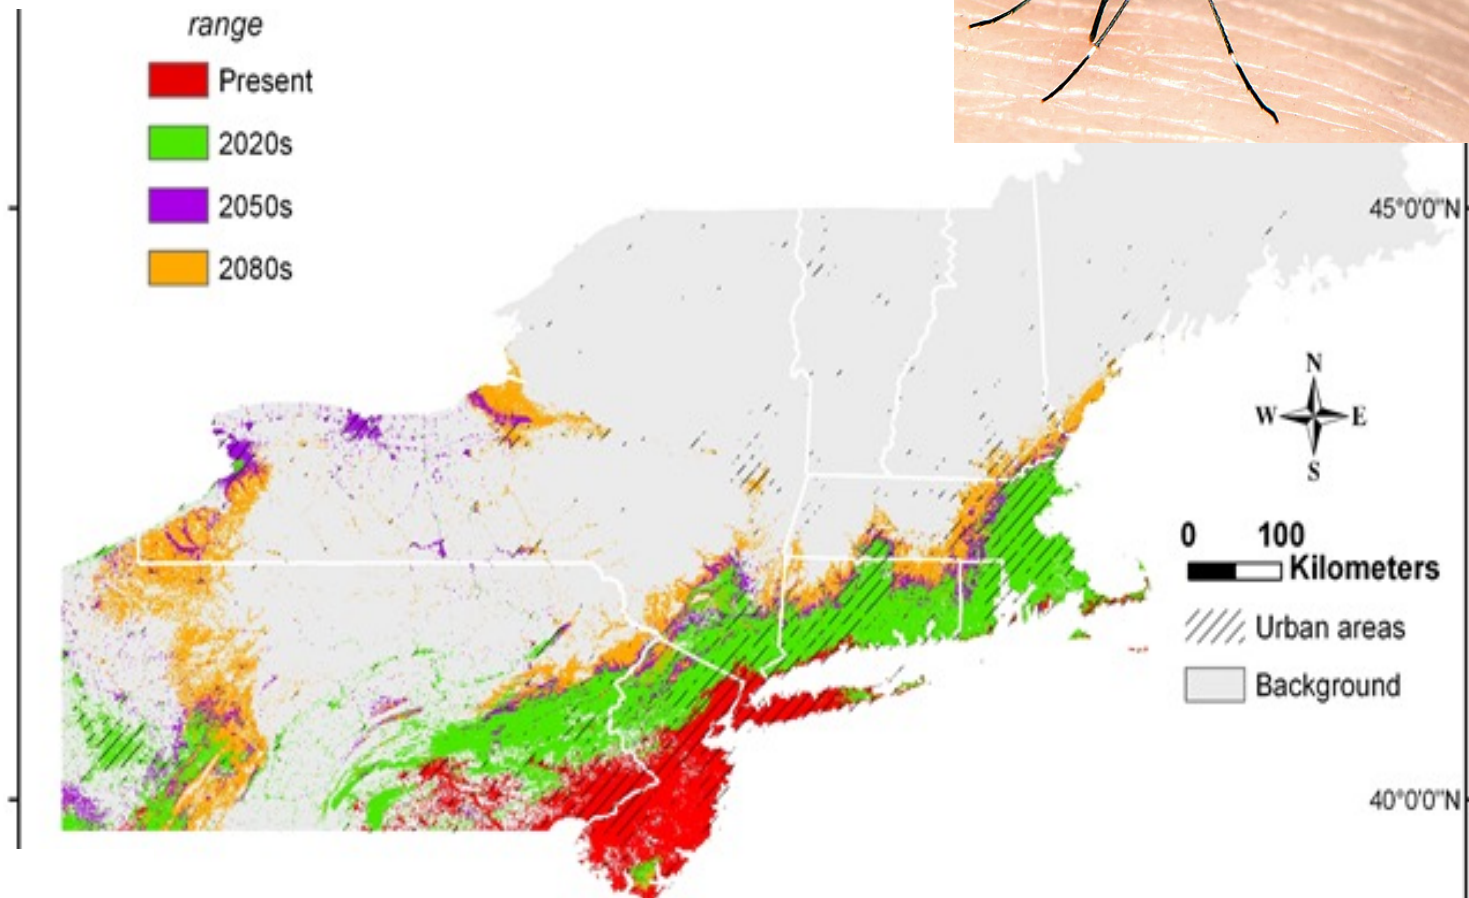 range
Present
2020s
2050s
2080s
45°0'0"N
N
W E
S
0 100
Kilometers
Urban areas
Background
40°0'0"N